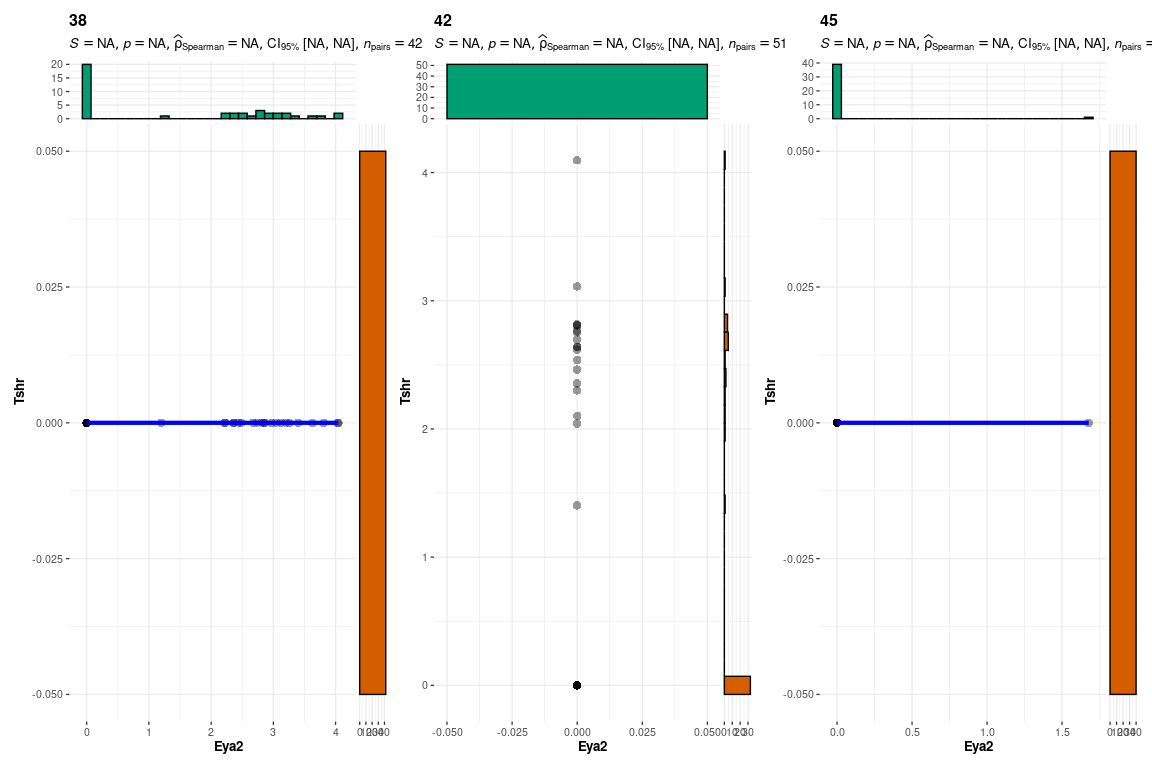 38
S = NA, p = NA, ρ̂Spearman = NA, CI95% [NA, NA], npairs = 42
20
15
10
5
0
0.050
0.025
0.000
-0.025
-0.050
Tshr
0 1 2 3 4
Eya2
42
S = NA, p = NA, ρ̂Spearman = NA, CI95% [NA, NA], npairs = 51
50
40
30
20
10
0
4
3
2
1
0
Tshr
-0.050 -0.025 0.000 0.025 0.050
0 10 20 30
Eya2
45
S = NA, p = NA, ρ̂Spearman = NA, CI95% [NA, NA], npairs =
40
30
20
10
0
0.050
0.025
0.000
-0.025
-0.050
Tshr
0.0 0.5 1.0 1.5
Eya2